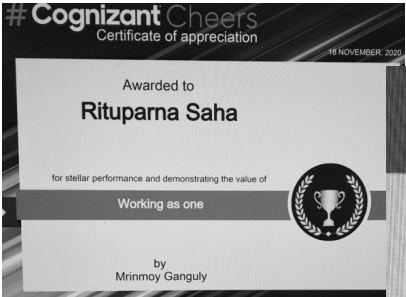 # Cognizant Cheers
Certificate of appreciation
18 NOVEMBER, 2020
Awarded to
Rituparna Saha
for stellar performance and demonstrating the value of
Working as one
by
Mrinmoy Ganguly